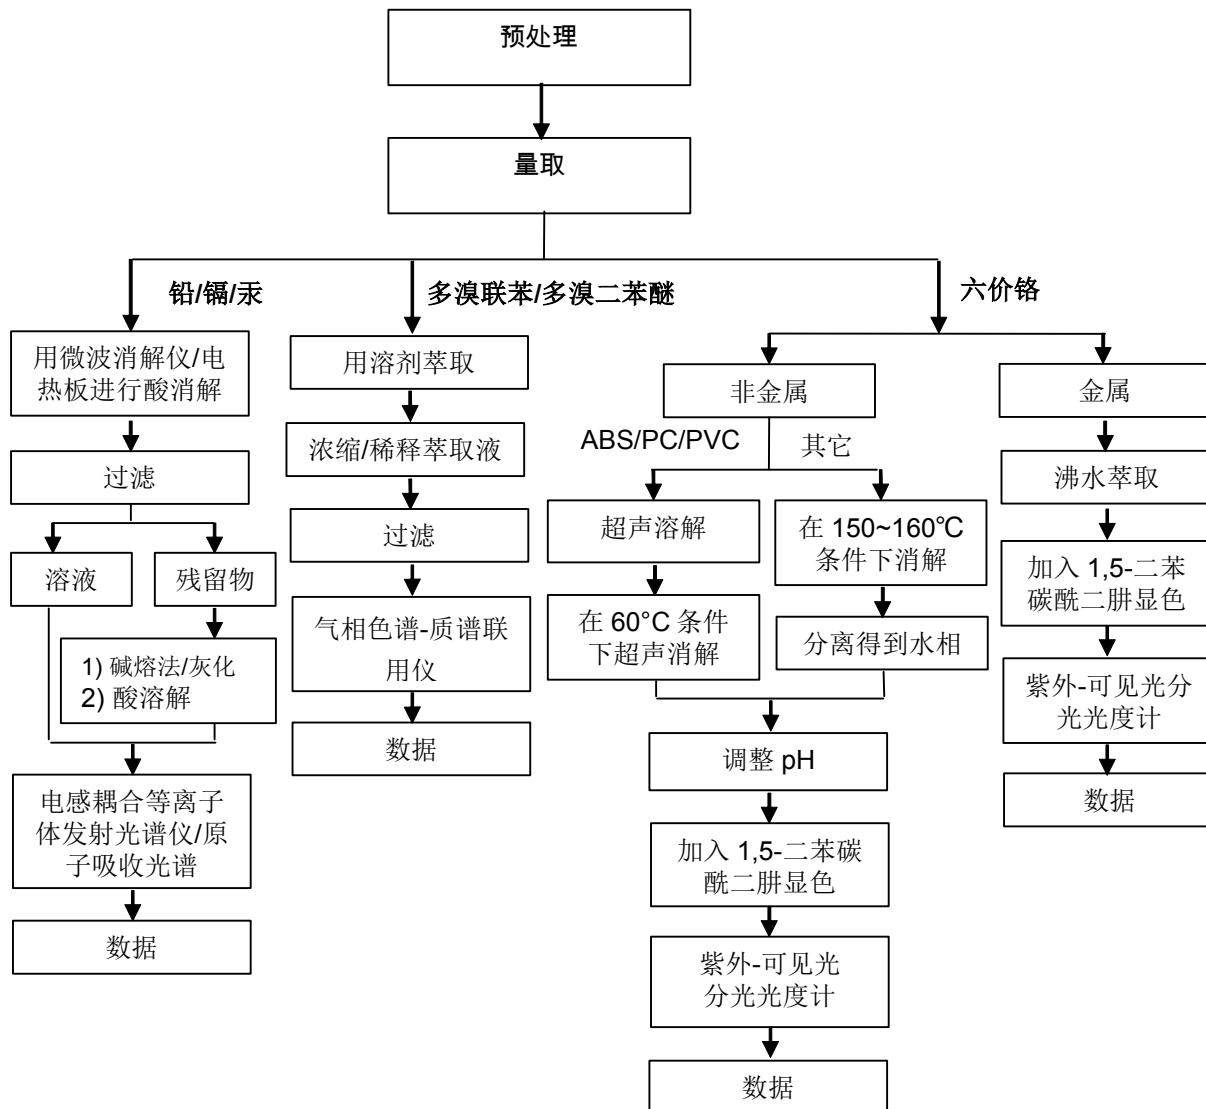 预处理
量取
铅/镉/汞
用微波消解仪/电
热板进行酸消解
过滤
溶液
残留物
1) 碱熔法/灰化
2) 酸溶解
电感耦合等离子
体发射光谱仪/原
子吸收光谱
数据
多溴联苯/多溴二苯醚
用溶剂萃取
浓缩/稀释萃取液
过滤
气相色谱-质谱联
用仪
数据
六价铬
非金属
ABS/PC/PVC
其它
超声溶解
在 60°C 条件
下超声消解
在 150~160℃
条件下消解
分离得到水相
调整 pH
加入 1,5-二苯碳
酰二肼显色
紫外-可见光
分光光度计
数据
金属
沸水萃取
加入 1,5-二苯
碳酰二肼显色
紫外-可见光分
光光度计
数据